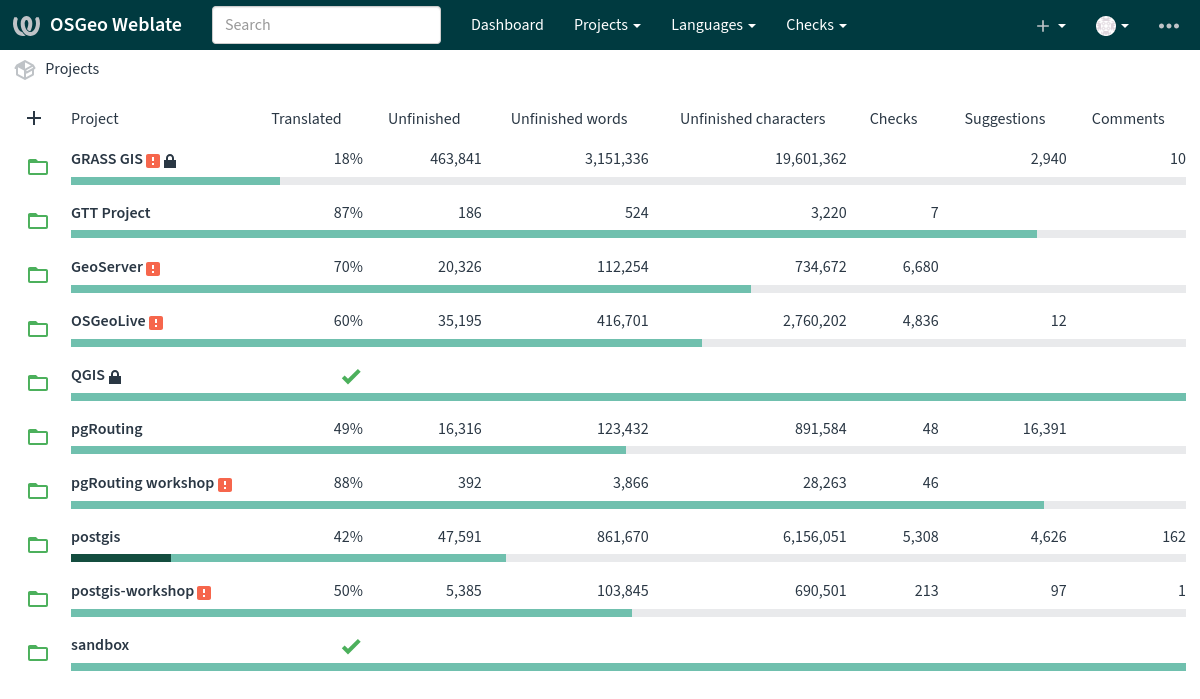 OSGeo Weblate Search Dashboard Projects Languages Checks
Projects
Project Translated Unfinished Unfinished words Unfinished characters Checks Suggestions Comments
GRASS GIS 18% 463,841 3,151,336 19,601,362 2,940 10
GTT Project 87% 186 524 3,220 7
GeoServer 70% 20,326 112,254 734,672 6,680
OSGeoLive 60% 35,195 416,701 2,760,202 4,836 12
QGIS
pgRouting 49% 16,316 123,432 891,584 48 16,391
pgRouting workshop 88% 392 3,866 28,263 46
postgis 42% 47,591 861,670 6,156,051 5,308 4,626 162
postgis-workshop 50% 5,385 103,845 690,501 213 97 1
sandbox